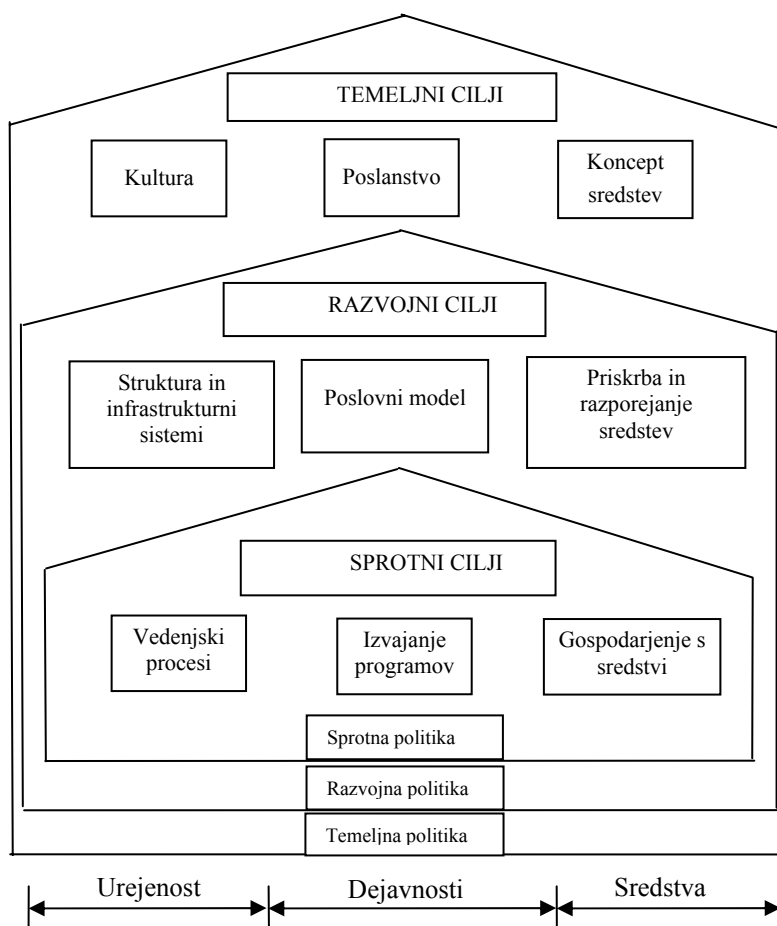 TEMELJNI CILJI
Kultura
Poslanstvo
Koncept
sredstev
RAZVOJNI CILJI
Struktura in
infrastrukturni
sistemi
Poslovni model
Priskrba in
razporejanje
sredstev
SPROTNI CILJI
Vedenjski
procesi
Izvajanje
programov
Gospodarjenje s
sredstvi
Sprotna politika
Razvojna politika
Temeljna politika
Urejenost
Dejavnosti
Sredstva